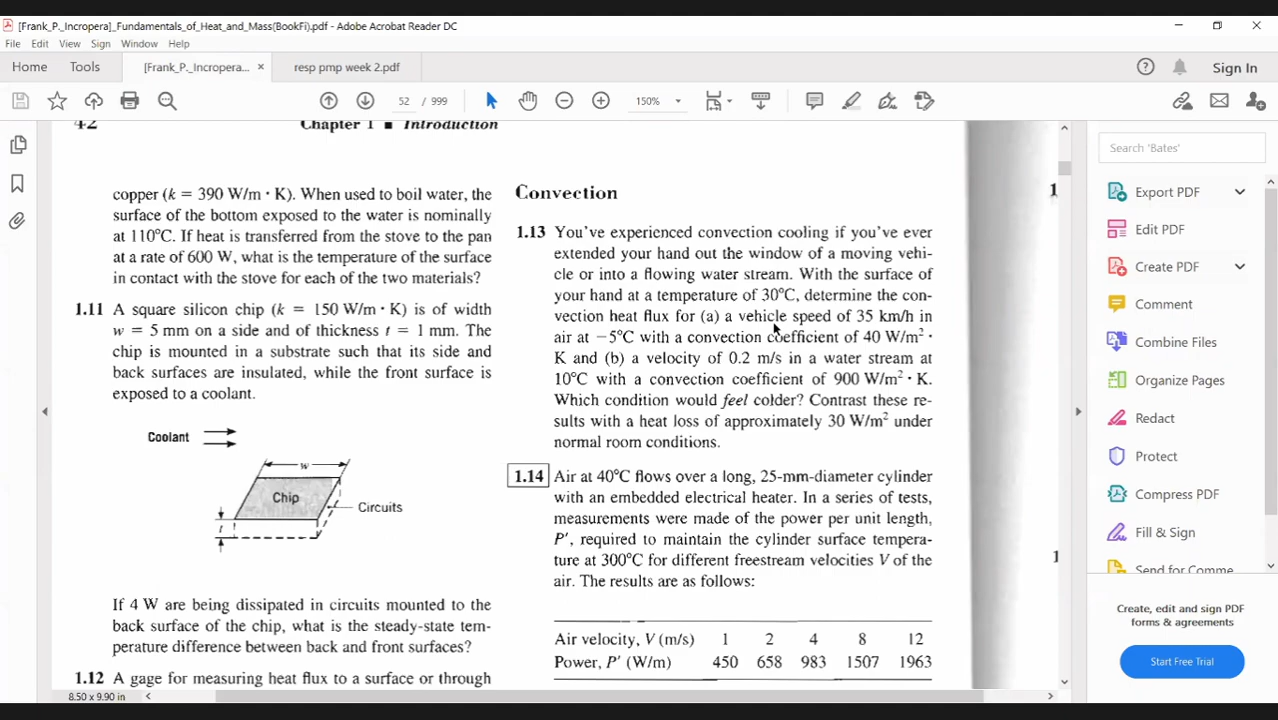 [Frank_P._Incropera]_Fundamentals_of_Heat_and_Mass(BookFi).pdf - Adobe Acrobat Reader DC
File Edit View Sign Window Help
Home Tools [Frank_P._Incropera... × resp pmp week 2.pdf Sign In
52 / 999 150%
42 Chapter 1 ■ Introduction
copper (k = 390 W/m · K). When used to boil water, the
surface of the bottom exposed to the water is nominally
at 110°C. If heat is transferred from the stove to the pan
at a rate of 600 W, what is the temperature of the surface
in contact with the stove for each of the two materials?
1.11 A square silicon chip (k = 150 W/m · K) is of width
w = 5 mm on a side and of thickness t = 1 mm. The
chip is mounted in a substrate such that its side and
back surfaces are insulated, while the front surface is
exposed to a coolant.
Coolant
w
Chip
Circuits
t
If 4 W are being dissipated in circuits mounted to the
back surface of the chip, what is the steady-state tem-
perature difference between back and front surfaces?
1.12 A gage for measuring heat flux to a surface or through
Convection
1.13 You've experienced convection cooling if you've ever
extended your hand out the window of a moving vehi-
cle or into a flowing water stream. With the surface of
your hand at a temperature of 30°C, determine the con-
vection heat flux for (a) a vehicle speed of 35 km/h in
air at −5°C with a convection coefficient of 40 W/m² ·
K and (b) a velocity of 0.2 m/s in a water stream at
10°C with a convection coefficient of 900 W/m² · K.
Which condition would feel colder? Contrast these re-
sults with a heat loss of approximately 30 W/m² under
normal room conditions.
1.14 Air at 40°C flows over a long, 25-mm-diameter cylinder
with an embedded electrical heater. In a series of tests,
measurements were made of the power per unit length,
P′, required to maintain the cylinder surface tempera-
ture at 300°C for different freestream velocities V of the
air. The results are as follows:
Air velocity, V (m/s) 1 2 4 8 12
Power, P′ (W/m) 450 658 983 1507 1963
1
1
8.50 x 9.90 in
Search 'Bates'
Export PDF
Edit PDF
Create PDF
Comment
Combine Files
Organize Pages
Redact
Protect
Compress PDF
Fill & Sign
Send for Comme
Create, edit and sign PDF
forms & agreements
Start Free Trial